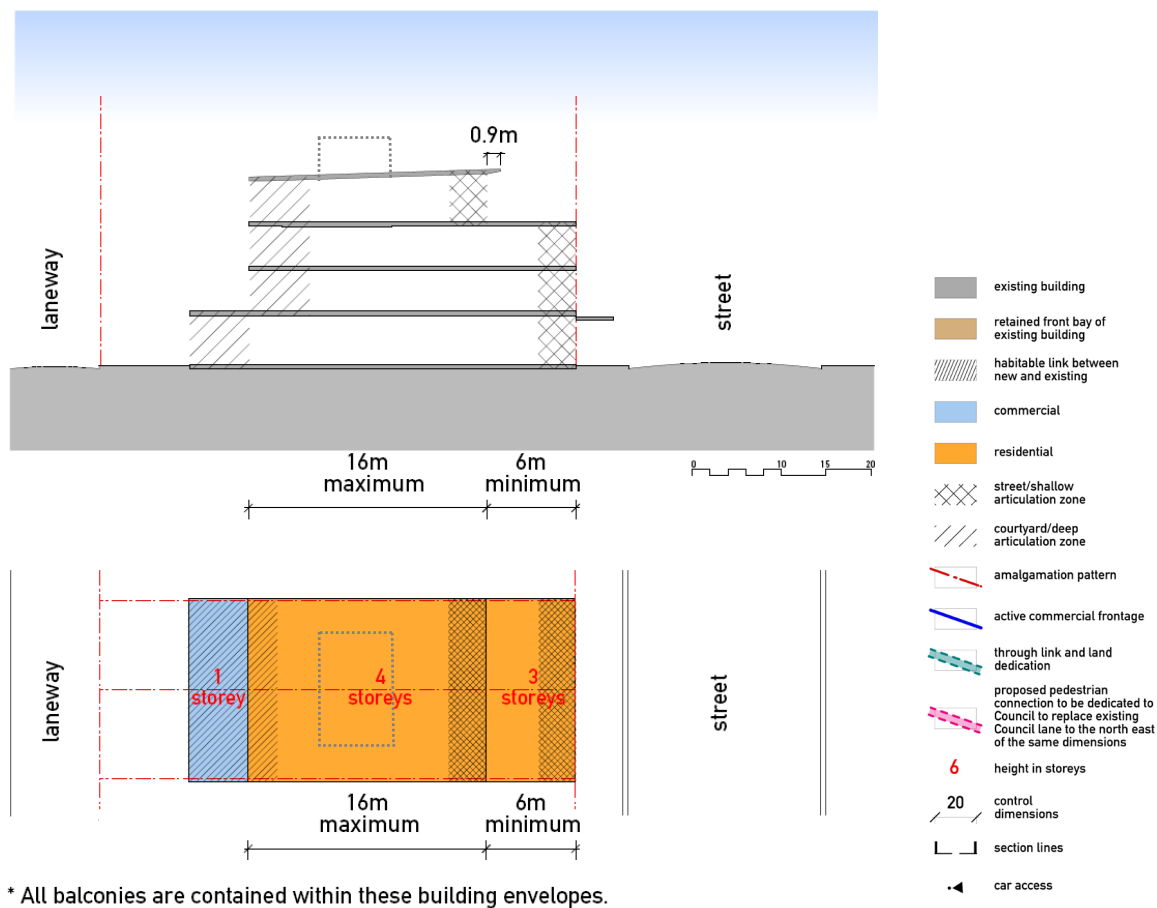 0.9m
laneway
street
16m
maximum
6m
minimum
0 10 15 20
laneway
1
storey
4
storeys
3
storeys
street
16m
maximum
6m
minimum
* All balconies are contained within these building envelopes.
existing building
retained front bay of
existing building
habitable link between
new and existing
commercial
residential
street/shallow
articulation zone
courtyard/deep
articulation zone
amalgamation pattern
active commercial frontage
through link and land
dedication
proposed pedestrian
connection to be dedicated to
Council to replace existing
Council lane to the north east
of the same dimensions
6 height in storeys
20 control
dimensions
section lines
car access